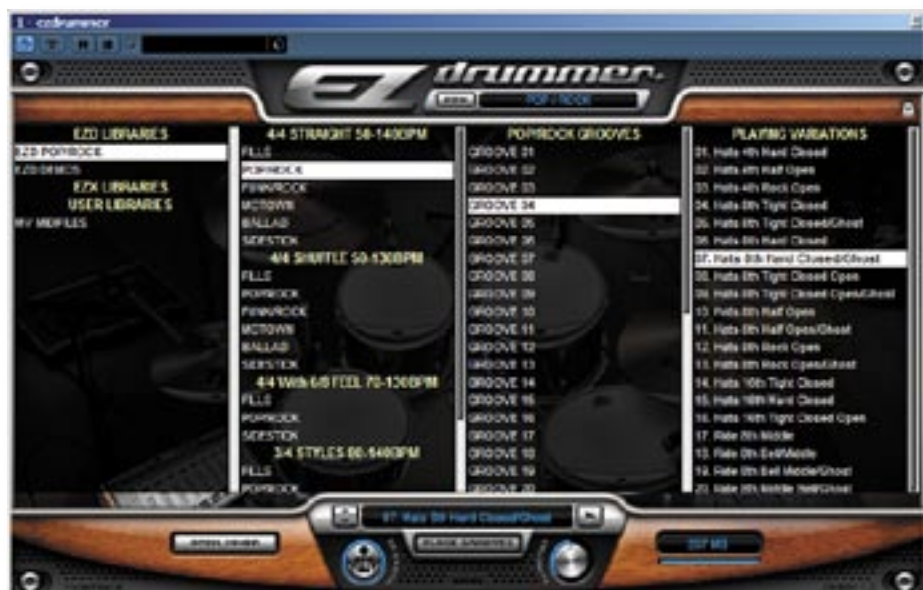 1 - ezdrummer
EZ drummer
POP / ROCK
EZD LIBRARIES
EZD POP/ROCK
EZD DEMOS
EZX LIBRARIES
USER LIBRARIES
MY MIDIFILES
4/4 STRAIGHT 50-140BPM
FILLS
POP/ROCK
FUNK/ROCK
MOTOWN
BALLAD
SIDESTICK
4/4 SHUFFLE 50-130BPM
FILLS
POP/ROCK
FUNK/ROCK
MOTOWN
BALLAD
SIDESTICK
4/4 With 6/8 FEEL 70-130BPM
FILLS
POP/ROCK
SIDESTICK
3/4 STYLES 80-140BPM
FILLS
POP/ROCK
POP/ROCK GROOVES
GROOVE 01
GROOVE 02
GROOVE 03
GROOVE 04
GROOVE 05
GROOVE 06
GROOVE 07
GROOVE 08
GROOVE 09
GROOVE 10
GROOVE 11
GROOVE 12
GROOVE 13
GROOVE 14
GROOVE 15
GROOVE 16
GROOVE 17
GROOVE 18
GROOVE 19
GROOVE 20
PLAYING VARIATIONS
01. Hats 4th Hard Closed
02. Hats 4th Half Open
03. Hats 4th Rock Open
04. Hats 8th Tight Closed
05. Hats 8th Tight Closed/Ghost
06. Hats 8th Hard Closed
07. Hats 8th Hard Closed/Ghost
08. Hats 8th Tight Closed Open
09. Hats 8th Tight Closed Open/Ghost
10. Hats 8th Half Open
11. Hats 8th Half Open/Ghost
12. Hats 8th Rock Open
13. Hats 8th Rock Open/Ghost
14. Hats 16th Tight Closed
15. Hats 16th Hard Closed
16. Hats 16th Tight Closed Open
17. Ride 8th Middle
18. Ride 8th Bell/Middle
19. Ride 8th Bell Middle/Ghost
20. Ride 8th Middle Bell/Ghost
07. Hats 8th Hard Closed/Ghost